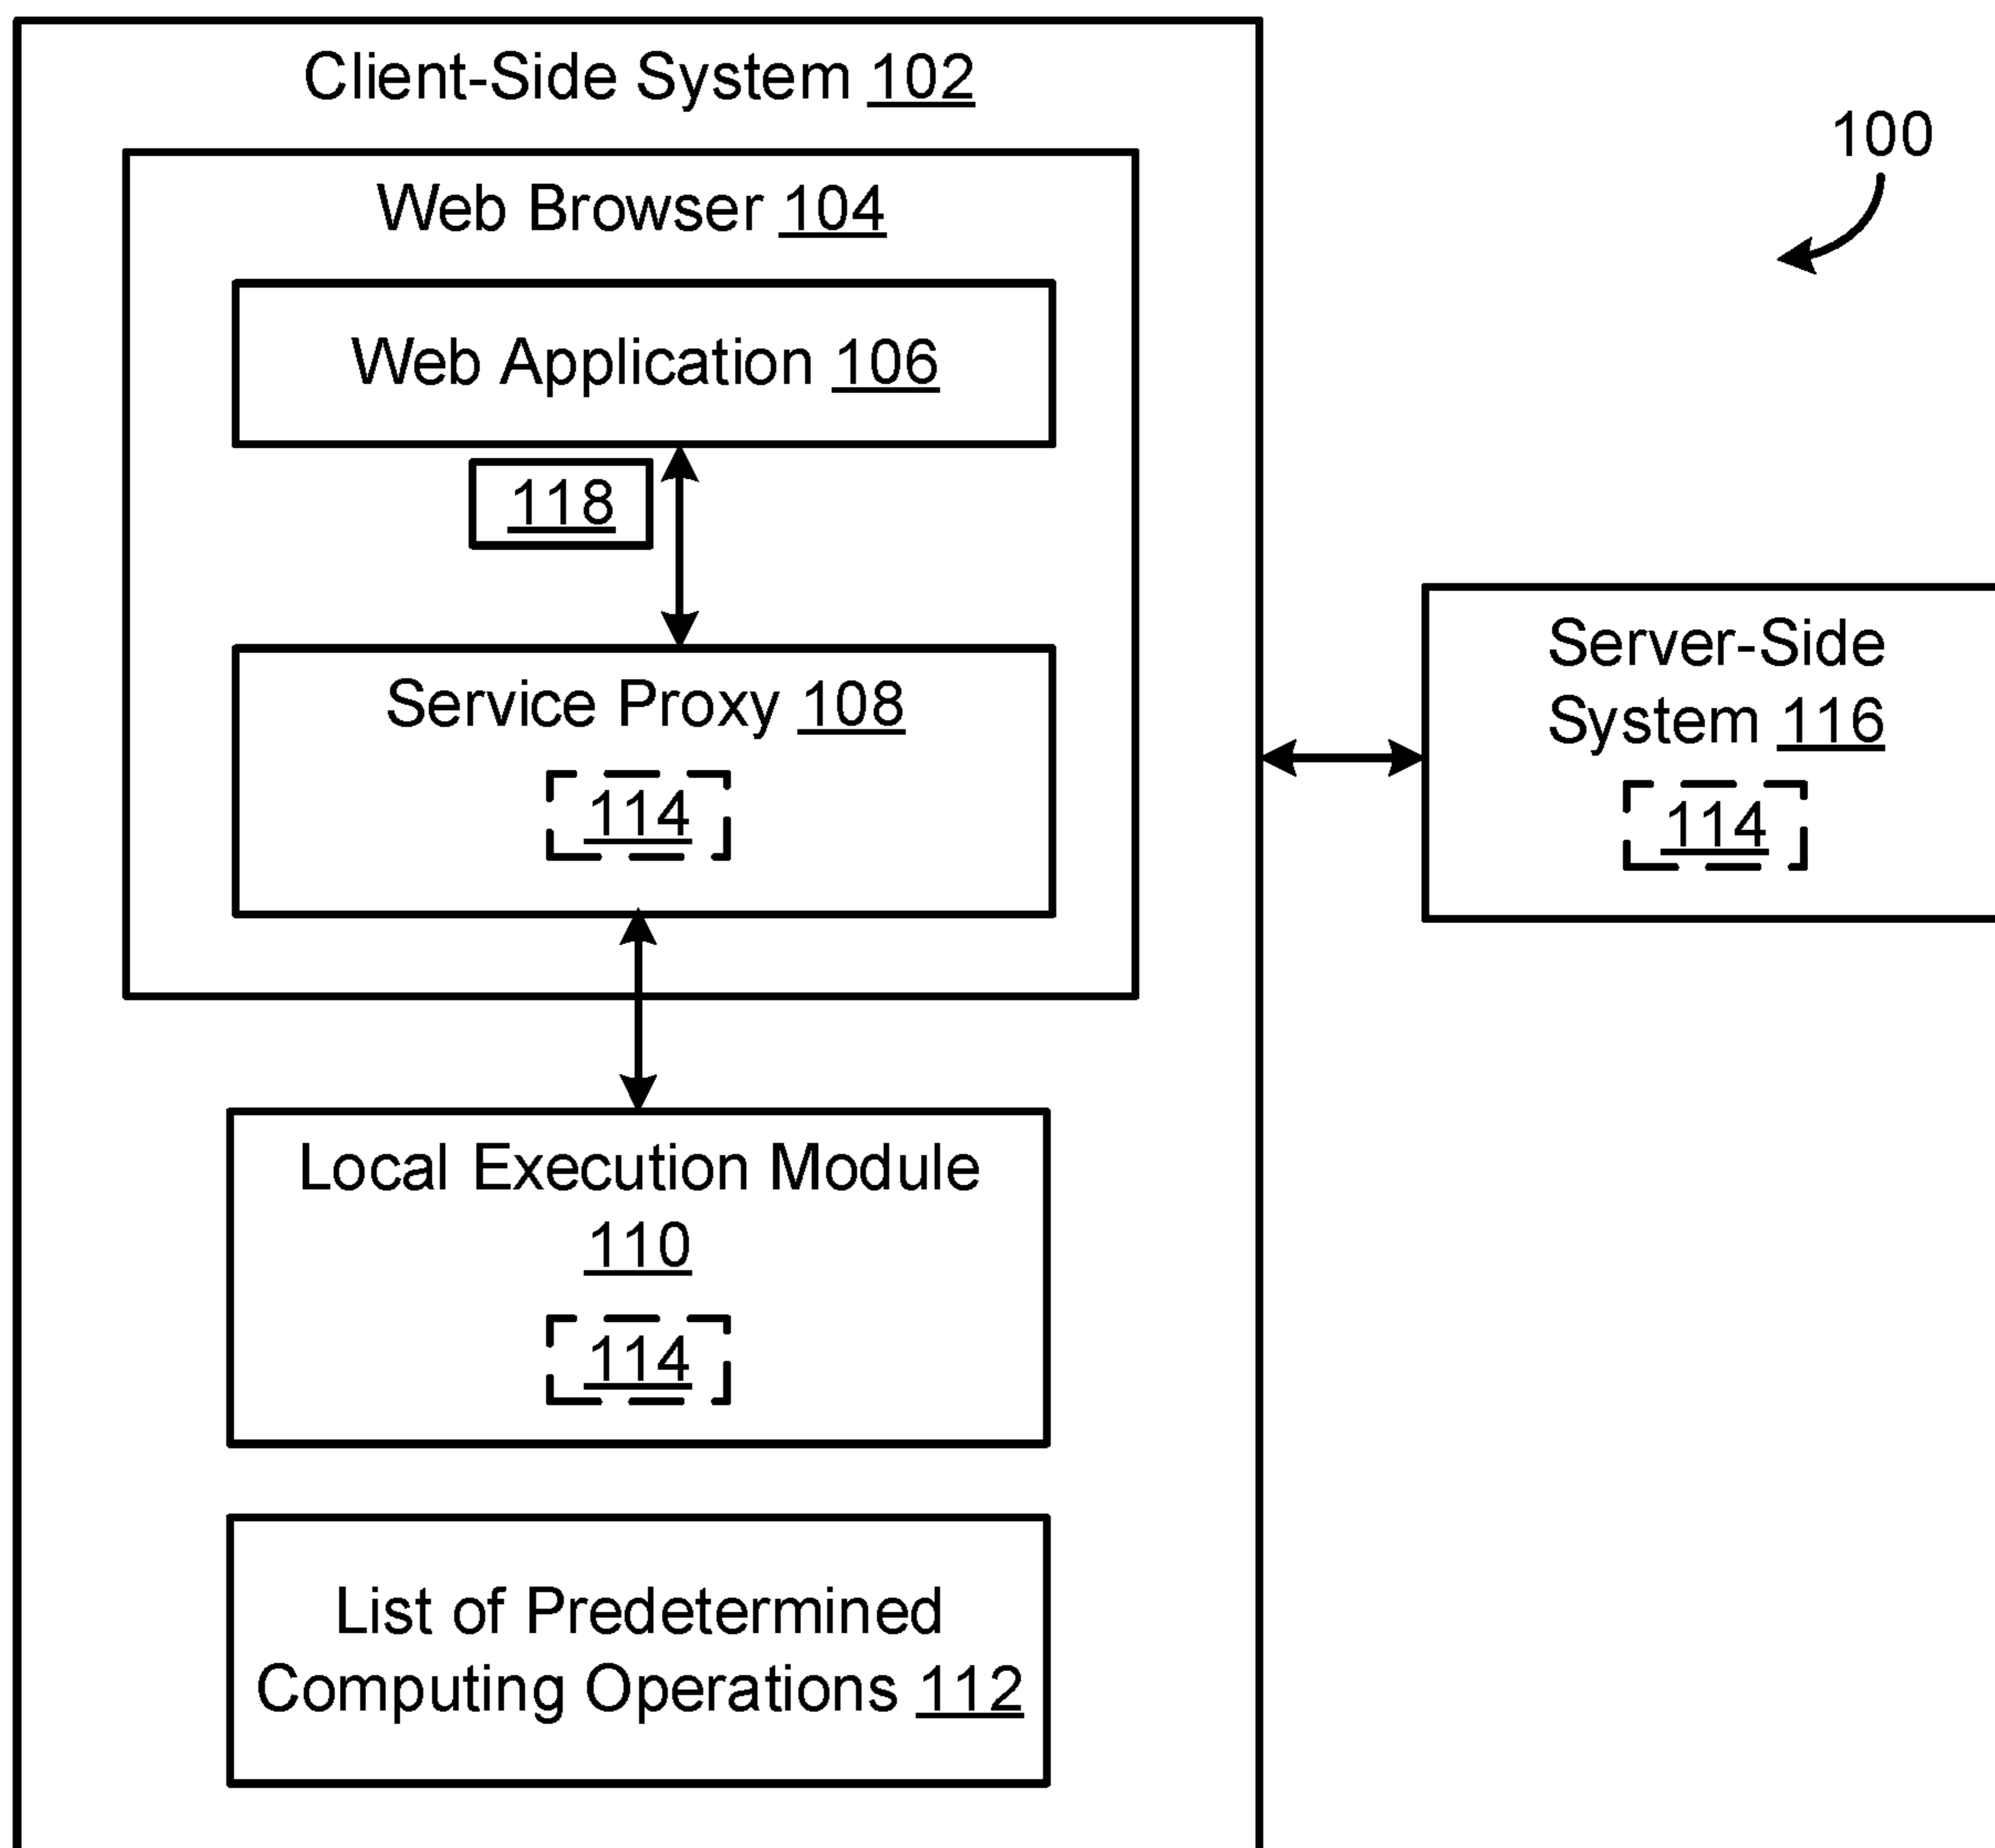 Client-Side System 102
100
Web Browser 104
Web Application 106
118
Service Proxy 108
114
Server-Side
System 116
114
Local Execution Module
110
114
List of Predetermined
Computing Operations 112